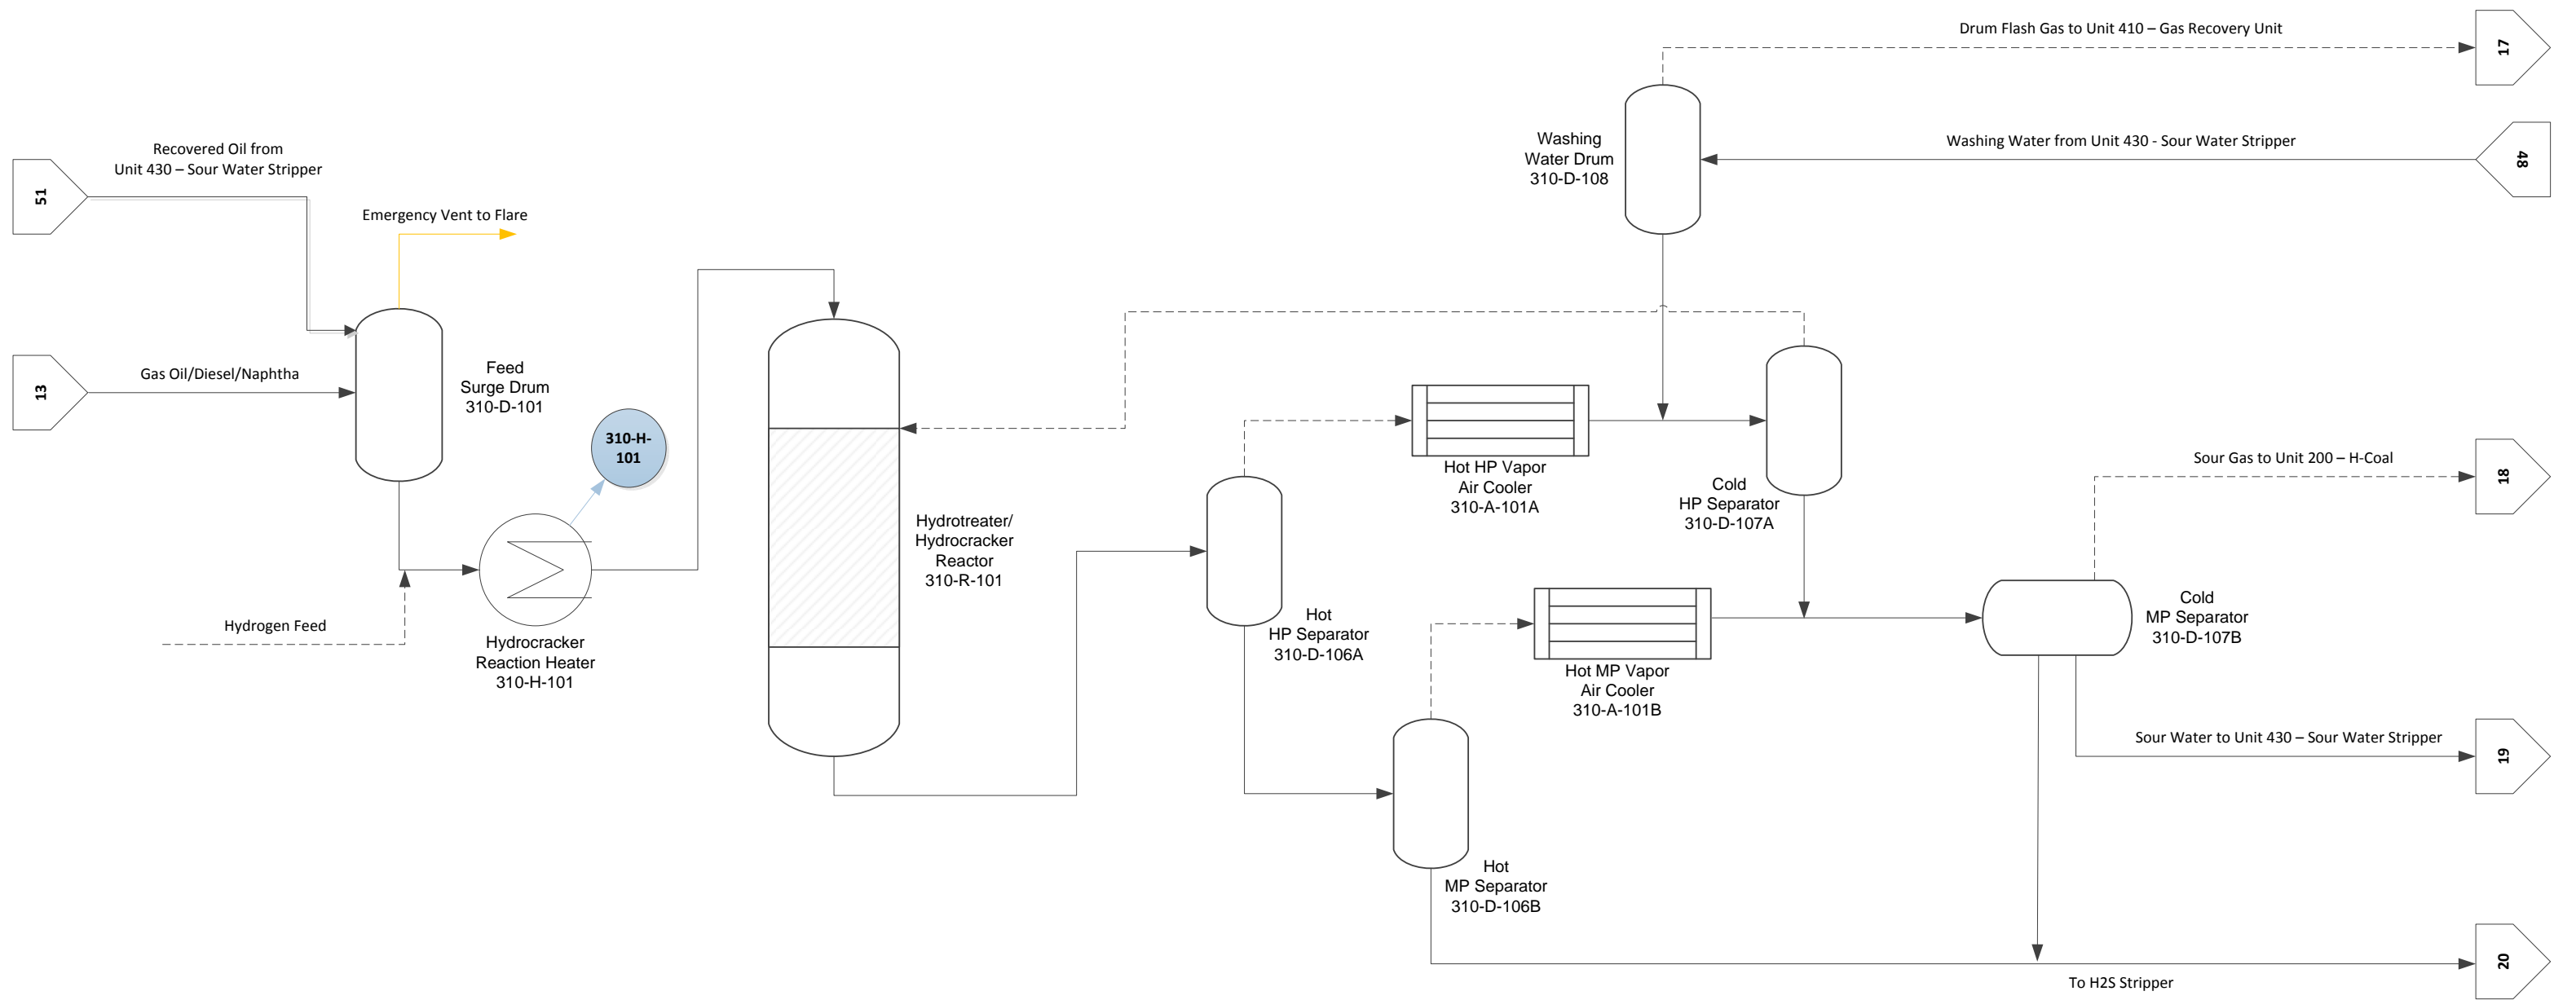 Drum Flash Gas to Unit 410 – Gas Recovery Unit
17
Washing
Water Drum
310-D-108
Washing Water from Unit 430 - Sour Water Stripper
48
Recovered Oil from
Unit 430 – Sour Water Stripper
51
Emergency Vent to Flare
Gas Oil/Diesel/Naphtha
13
Feed
Surge Drum
310-D-101
310-H-
101
Hydrogen Feed
Hydrocracker
Reaction Heater
310-H-101
Hydrotreater/
Hydrocracker
Reactor
310-R-101
Hot
HP Separator
310-D-106A
Hot HP Vapor
Air Cooler
310-A-101A
Cold
HP Separator
310-D-107A
Hot MP Vapor
Air Cooler
310-A-101B
Hot
MP Separator
310-D-106B
Sour Gas to Unit 200 – H-Coal
18
Cold
MP Separator
310-D-107B
Sour Water to Unit 430 – Sour Water Stripper
19
To H2S Stripper
20